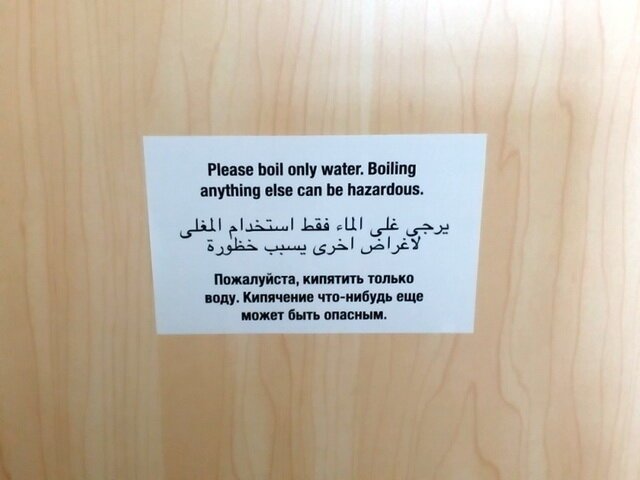 Please boil only water. Boiling
anything else can be hazardous.
يرجى غلى الماء فقط استخدام المغلى
لاغراض اخرى يسبب خظورة
Пожалуйста, кипятить только
воду. Кипячение что-нибудь еще
может быть опасным.